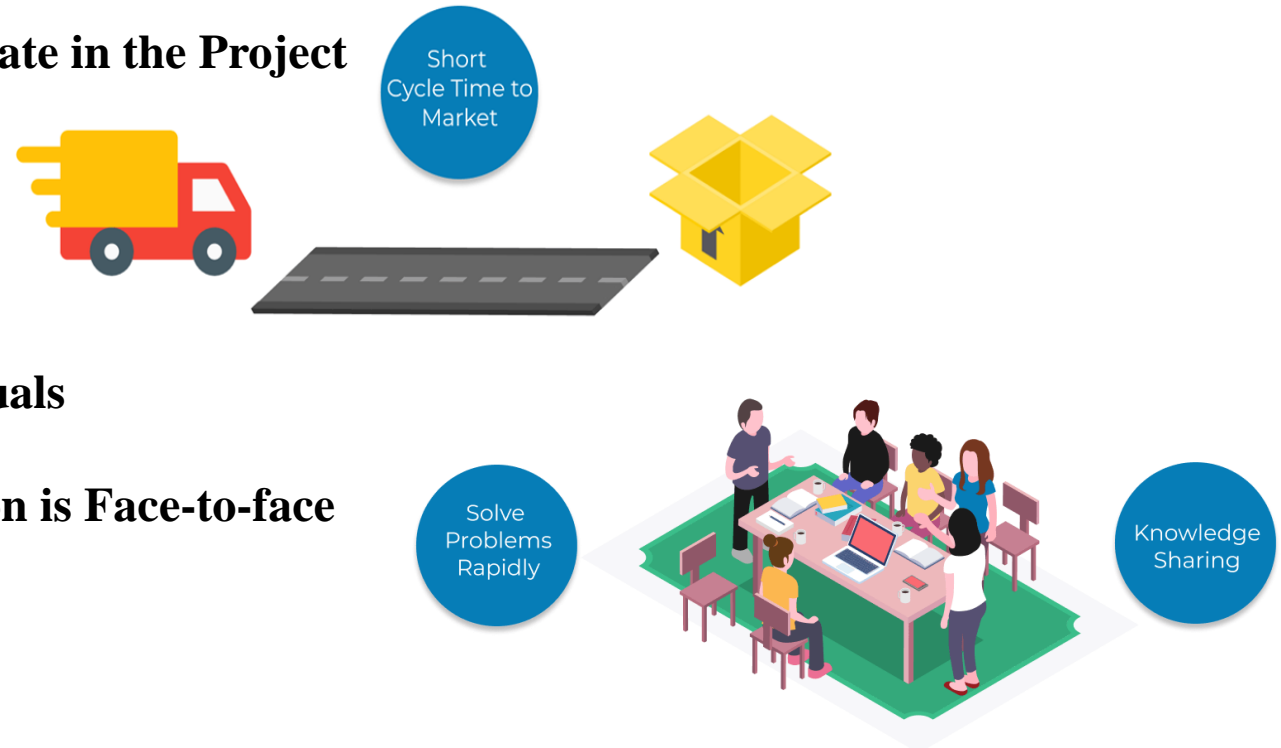 ate in the Project
Short
Cycle Time to
Market
uals
n is Face-to-face
Solve
Problems
Rapidly
Knowledge
Sharing